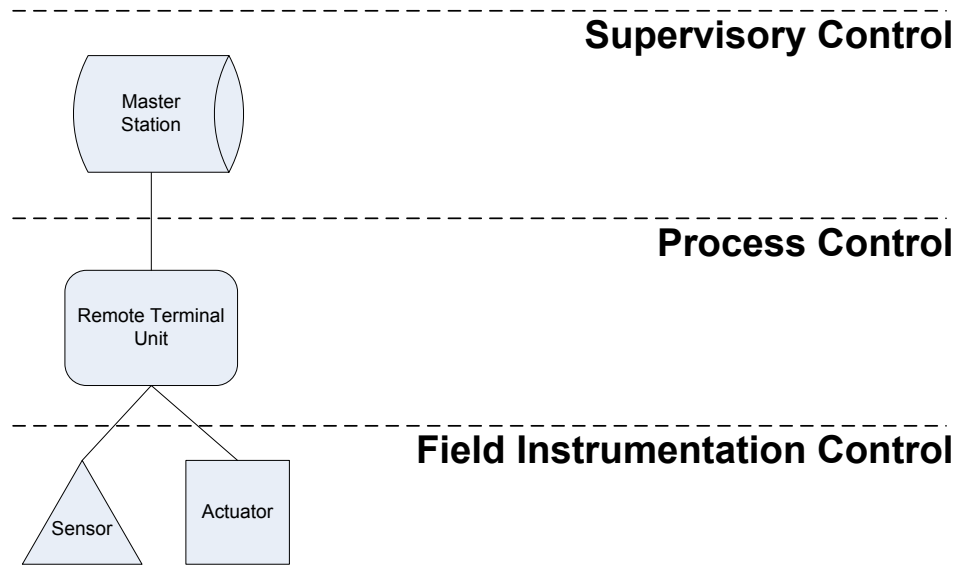 Supervisory Control
Master
Station
Process Control
Remote Terminal
Unit
Field Instrumentation Control
Sensor
Actuator